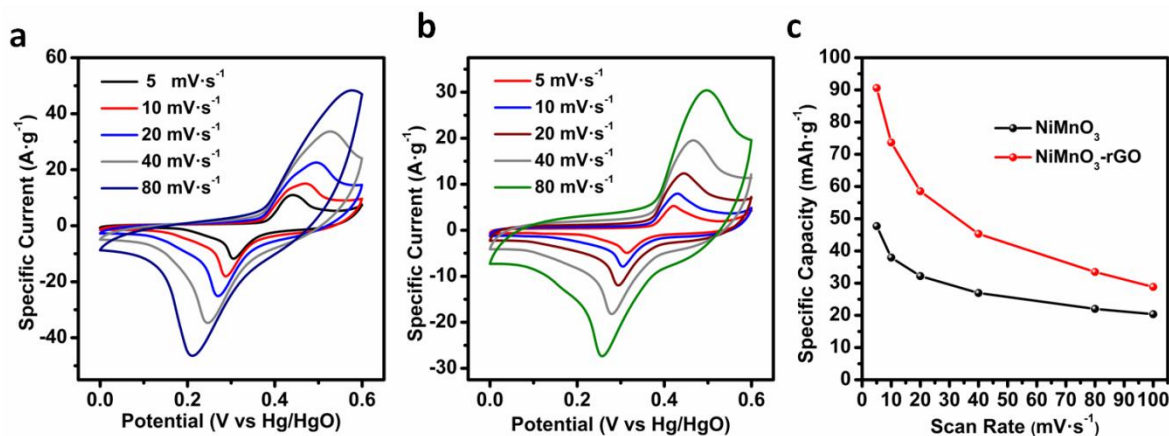 a
60
40
20
0
-20
-40
0.0 0.2 0.4 0.6
Specific Current (A·g⁻¹)
Potential (V vs Hg/HgO)
5 mV·s⁻¹
10 mV·s⁻¹
20 mV·s⁻¹
40 mV·s⁻¹
80 mV·s⁻¹
b
30
20
10
0
-10
-20
-30
0.0 0.2 0.4 0.6
Specific Current (A·g⁻¹)
Potential (V vs Hg/HgO)
5 mV·s⁻¹
10 mV·s⁻¹
20 mV·s⁻¹
40 mV·s⁻¹
80 mV·s⁻¹
c
100
90
80
70
60
50
40
30
20
10
0
0 10 20 30 40 50 60 70 80 90 100
Specific Capacity (mAh·g⁻¹)
Scan Rate (mV·s⁻¹)
NiMnO₃
NiMnO₃-rGO